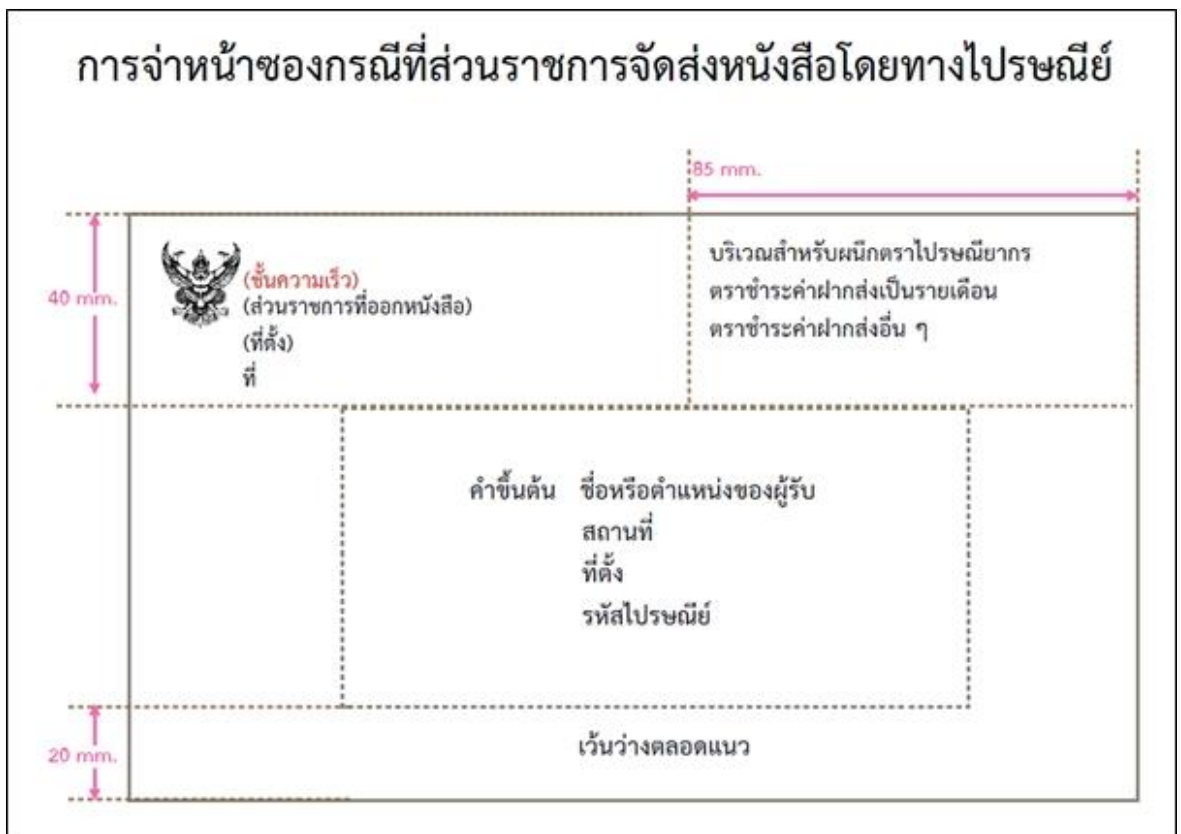 การจ่าหน้าซองกรณีที่ส่วนราชการจัดส่งหนังสือโดยทางไปรษณีย์
85 mm.
40 mm.
(ชั้นความเร็ว)
(ส่วนราชการที่ออกหนังสือ)
(ที่ตั้ง)
ที่
บริเวณสำหรับผนึกตราไปรษณียากร
ตราชำระค่าฝากส่งเป็นรายเดือน
ตราชำระค่าฝากส่งอื่น ๆ
คำขึ้นต้น ชื่อหรือตำแหน่งของผู้รับ
สถานที่
ที่ตั้ง
รหัสไปรษณีย์
20 mm.
เว้นว่างตลอดแนว